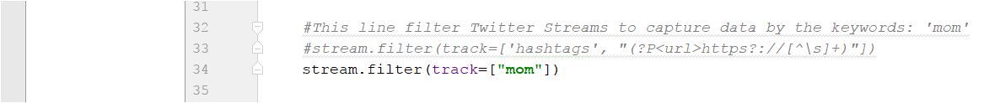 31
32 #This line filter Twitter Streams to capture data by the keywords: 'mom'
33 #stream.filter(track=['hashtags', "(?P<url>https?://[^\s]+)"])
34 stream.filter(track=["mom"])
35